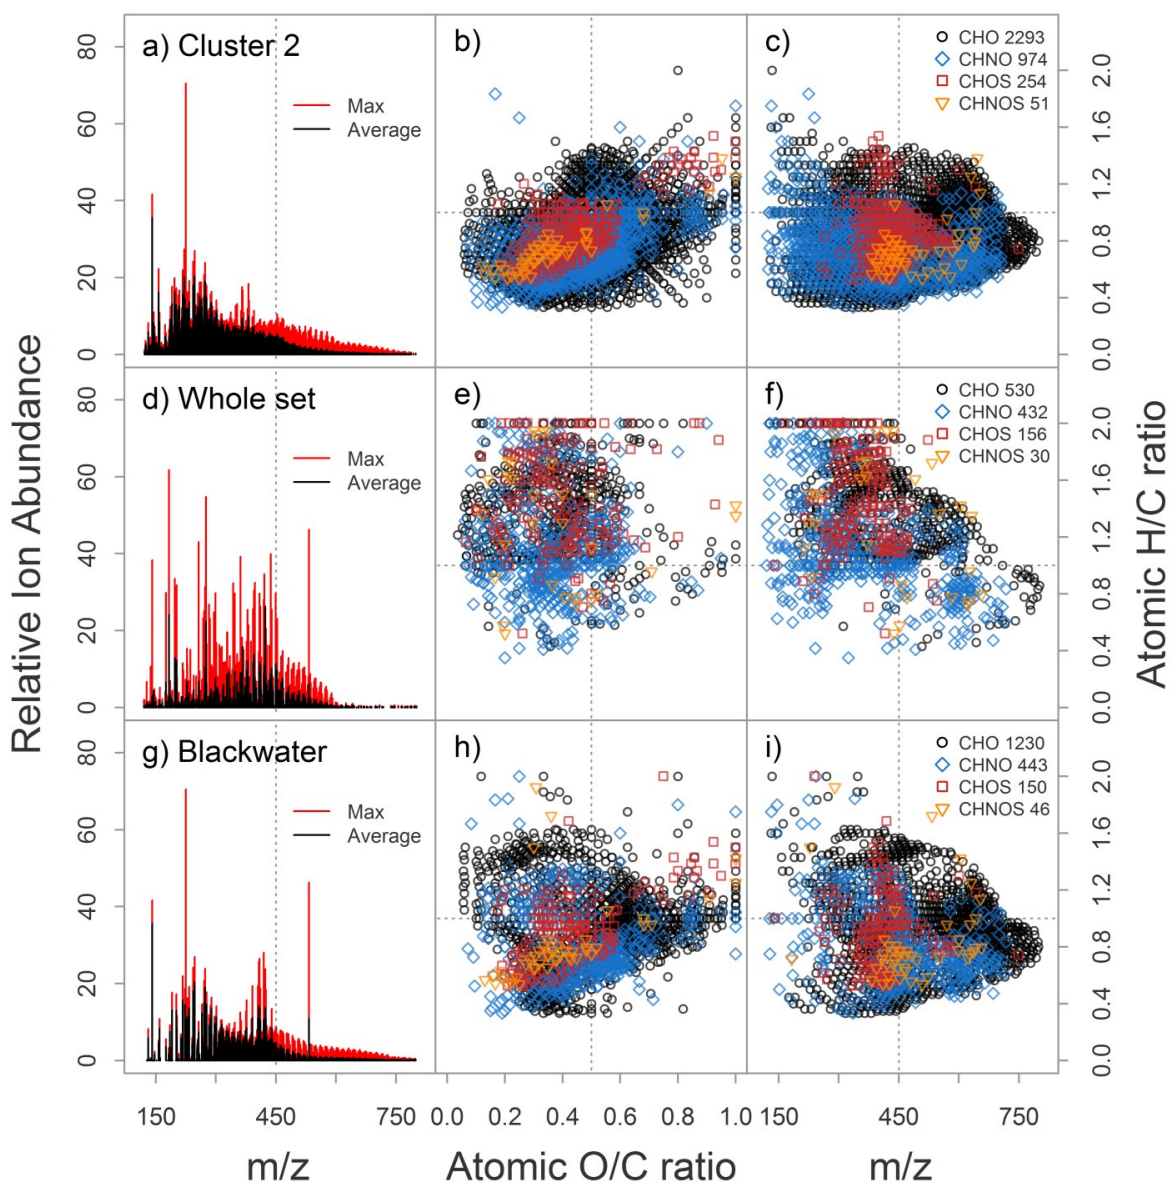 a) Cluster 2
Max
Average
b)
c)
CHO 2293
CHNO 974
CHOS 254
CHNOS 51
0 20 40 60 80
0.0 0.4 0.8 1.2 1.6 2.0
d) Whole set
Max
Average
e)
f)
CHO 530
CHNO 432
CHOS 156
CHNOS 30
0 20 40 60 80
0.0 0.4 0.8 1.2 1.6 2.0
g) Blackwater
Max
Average
h)
i)
CHO 1230
CHNO 443
CHOS 150
CHNOS 46
0 20 40 60 80
0.0 0.4 0.8 1.2 1.6 2.0
Relative Ion Abundance
Atomic H/C ratio
150 450 750
0.0 0.2 0.4 0.6 0.8 1.0
150 450 750
m/z
Atomic O/C ratio
m/z